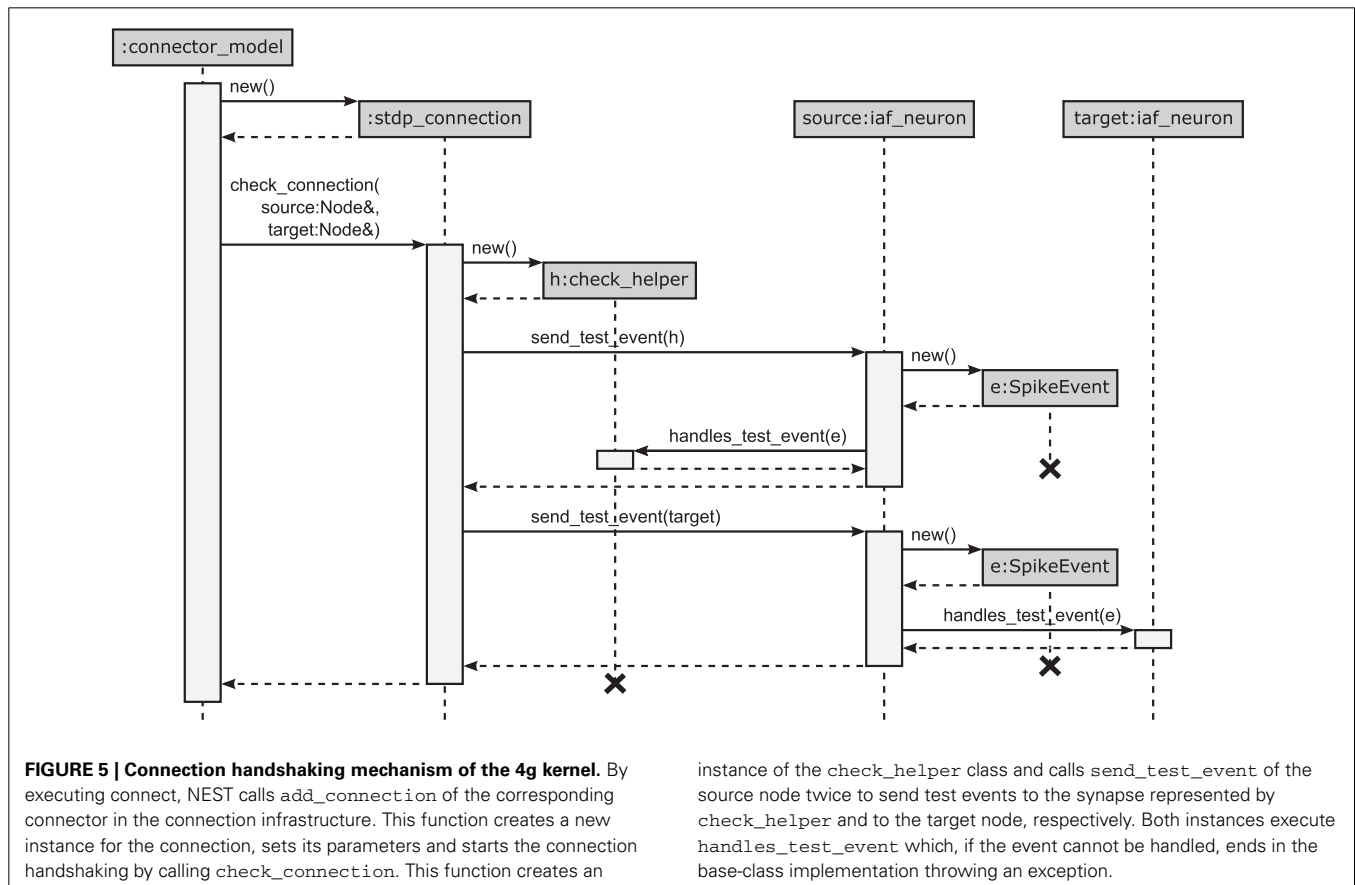 :connector_model
new()
:stdp_connection
source:iaf_neuron
target:iaf_neuron
check_connection(
source:Node&,
target:Node&)
new()
h:check_helper
send_test_event(h)
new()
e:SpikeEvent
handles_test_event(e)
send_test_event(target)
new()
e:SpikeEvent
handles_test_event(e)
FIGURE 5 | Connection handshaking mechanism of the 4g kernel. By
executing connect, NEST calls add_connection of the corresponding
connector in the connection infrastructure. This function creates a new
instance for the connection, sets its parameters and starts the connection
handshaking by calling check_connection. This function creates an
instance of the check_helper class and calls send_test_event of the
source node twice to send test events to the synapse represented by
check_helper and to the target node, respectively. Both instances execute
handles_test_event which, if the event cannot be handled, ends in the
base-class implementation throwing an exception.